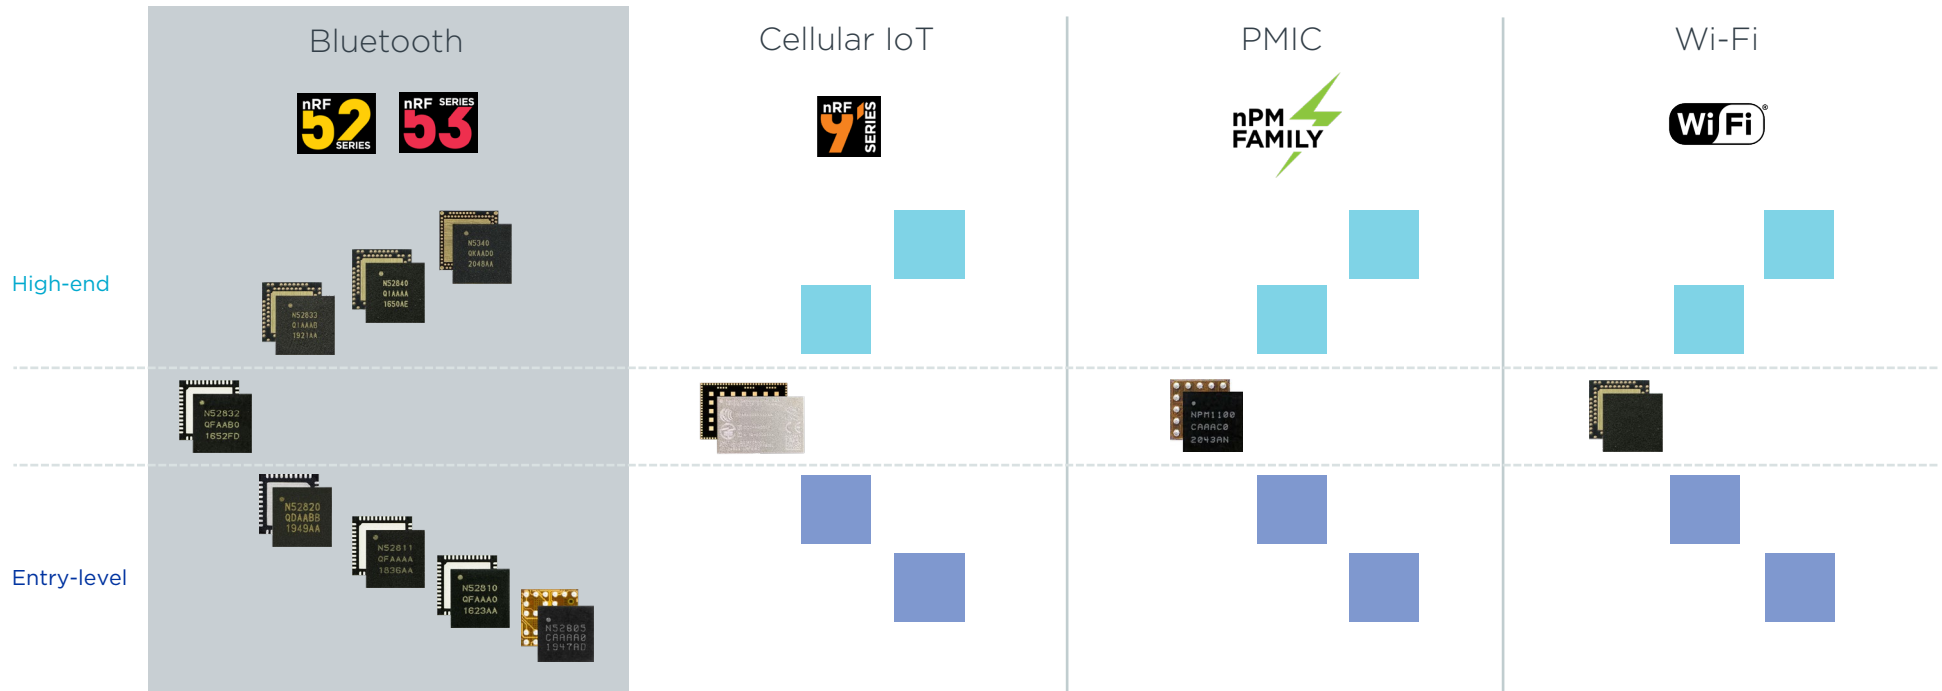 Bluetooth
Cellular IoT
PMIC
Wi-Fi
nRF
52
SERIES
nRF SERIES
53
nRF
9
SERIES
nPM
FAMILY
Wi Fi
®
High-end
N5340
QKAAD0
2048AA
N52840
QIAAAA
1650AE
N52833
QIAAAB
1921AA
N52832
QFAAB0
1652FD
NPM1100
CAAAC0
2043AN
N52820
QDAABB
1949AA
N52811
QFAAAA
1836AA
Entry-level
N52810
QFAAA0
1623AA
N52805
CAAAA0
1947AD